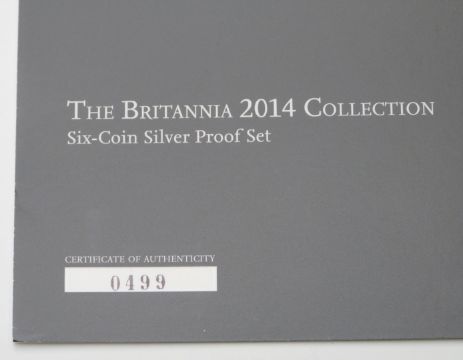 The Britannia 2014 Collection
Six-Coin Silver Proof Set
CERTIFICATE OF AUTHENTICITY
0499